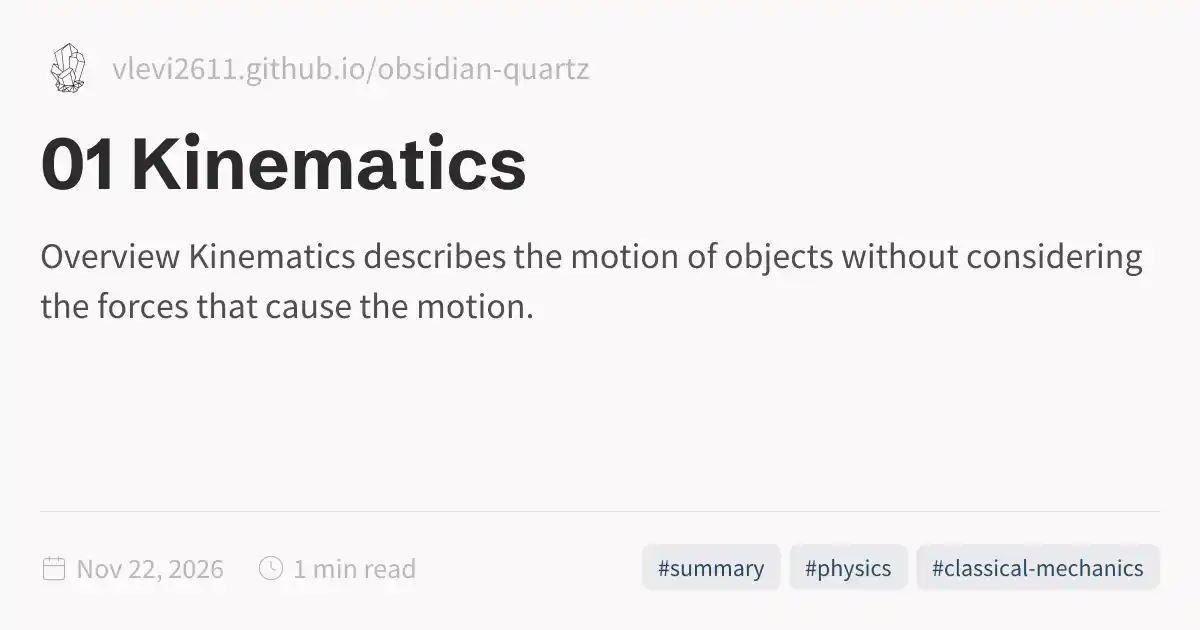 vlevi2611.github.io/obsidian-quartz
01 Kinematics
Overview Kinematics describes the motion of objects without considering
the forces that cause the motion.
Nov 22, 2026 1 min read #summary #physics #classical-mechanics